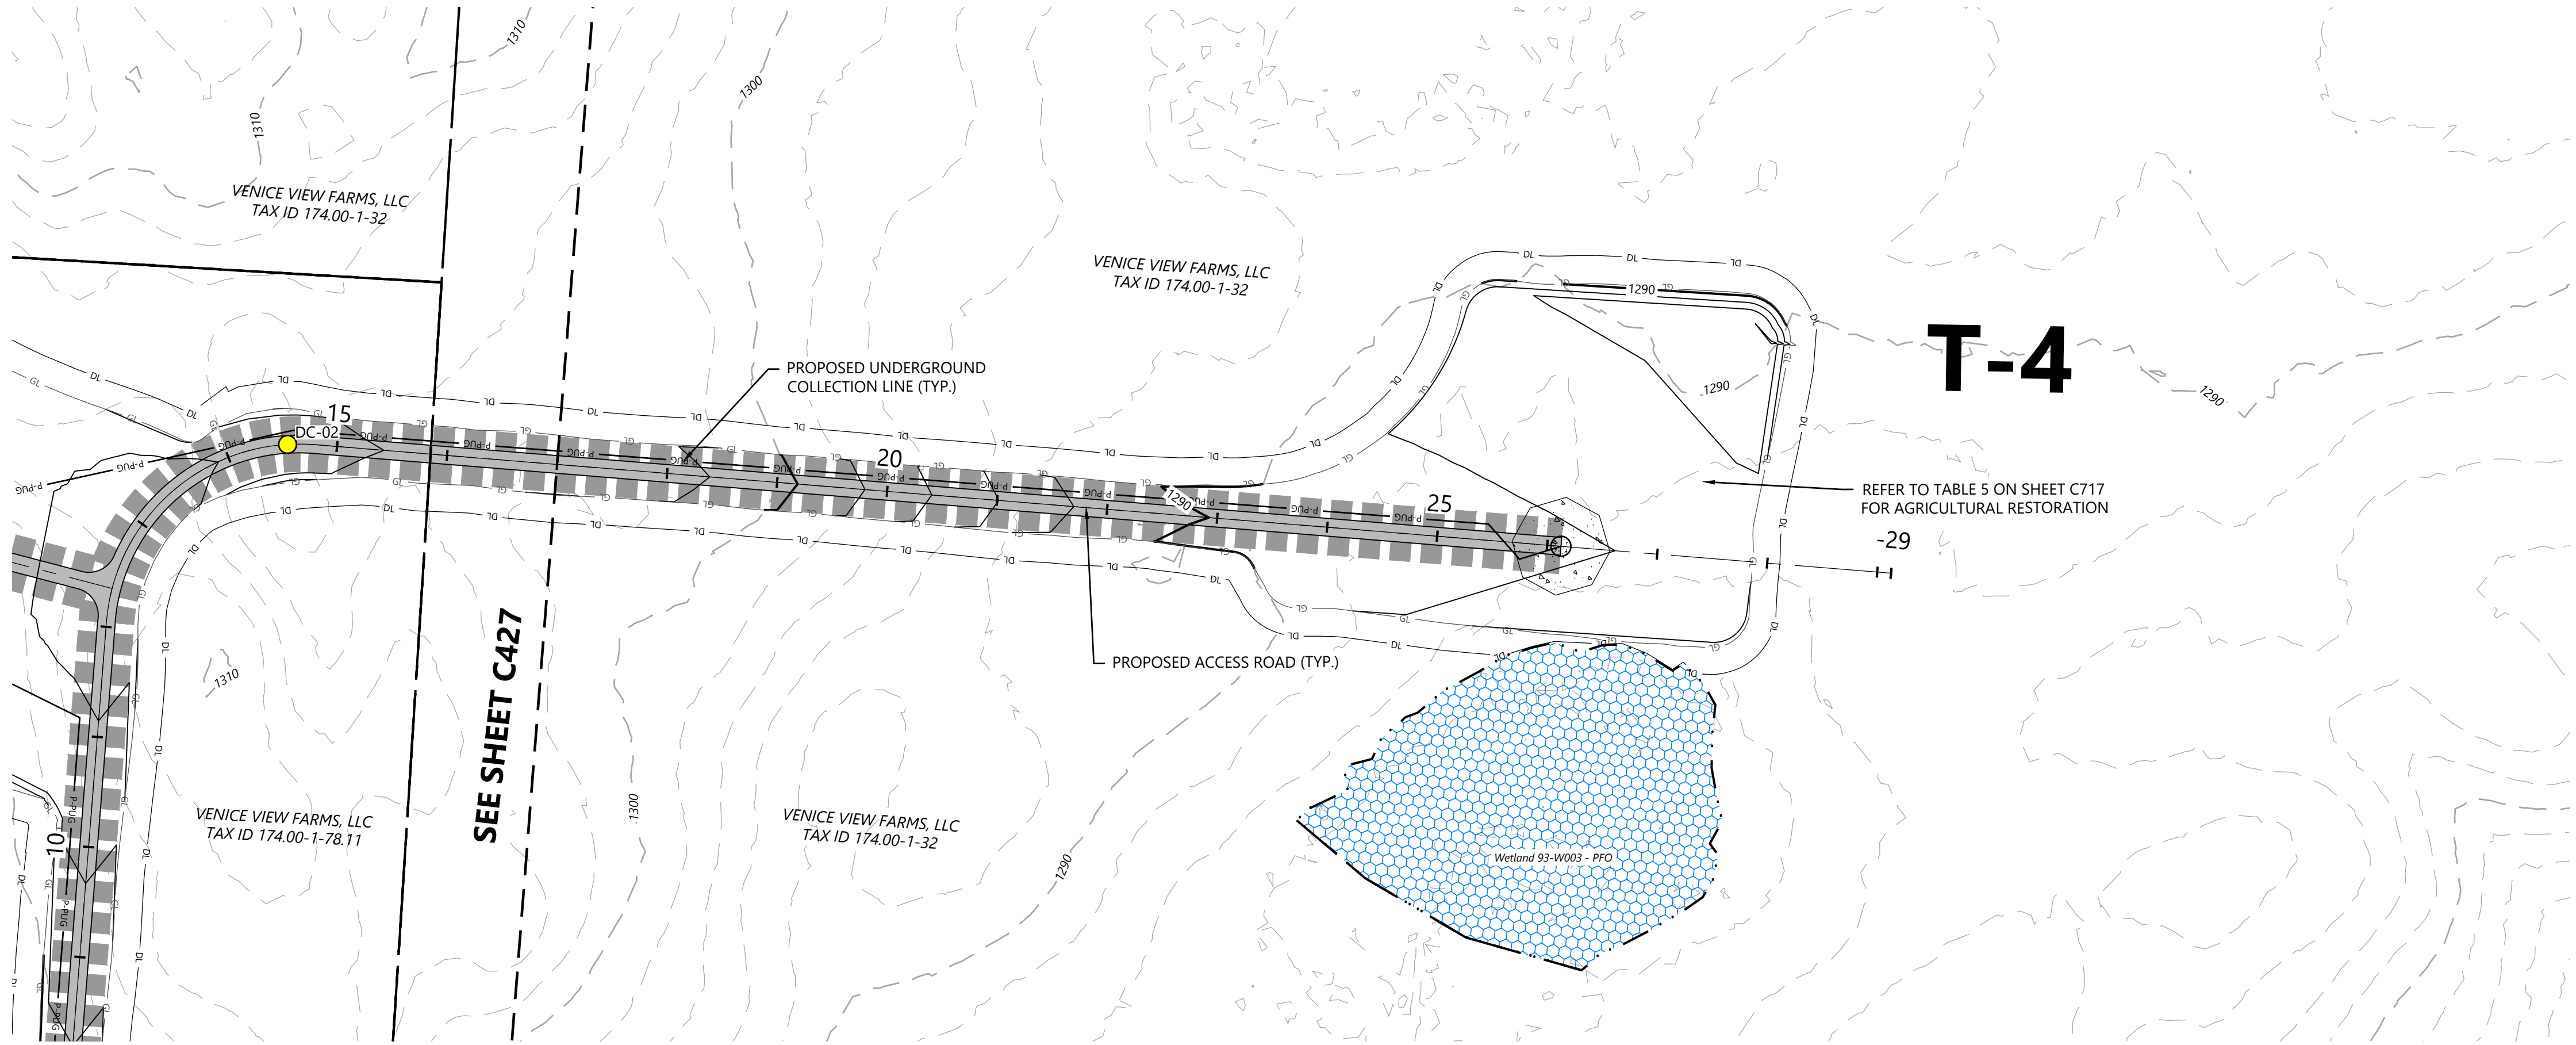 1310
1300
1310
VENICE VIEW FARMS, LLC
TAX ID 174.00-1-32
VENICE VIEW FARMS, LLC
TAX ID 174.00-1-32
1290
T-4
PROPOSED UNDERGROUND
COLLECTION LINE (TYP.)
1290
1290
15
DC-02
20
1290
25
REFER TO TABLE 5 ON SHEET C717
FOR AGRICULTURAL RESTORATION
-29
SEE SHEET C427
PROPOSED ACCESS ROAD (TYP.)
1310
1300
VENICE VIEW FARMS, LLC
TAX ID 174.00-1-78.11
VENICE VIEW FARMS, LLC
TAX ID 174.00-1-32
10
1290
Wetland 93-W003 - PFO
DL
GL
P-PUG